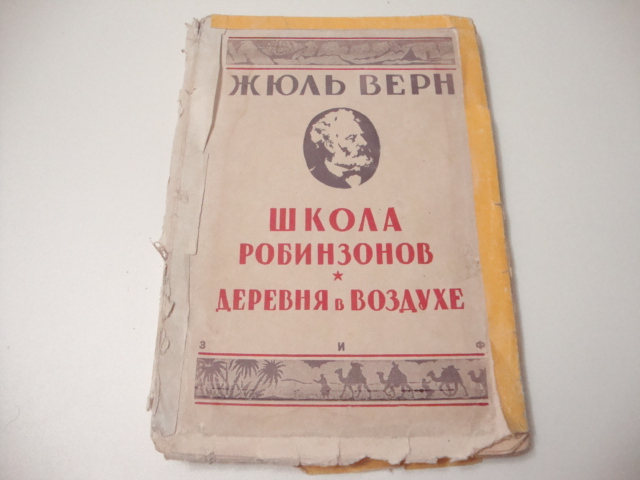 ЖЮЛЬ ВЕРН
ШКОЛА
РОБИНЗОНОВ
ДЕРЕВНЯ в ВОЗДУХЕ
З И Ф